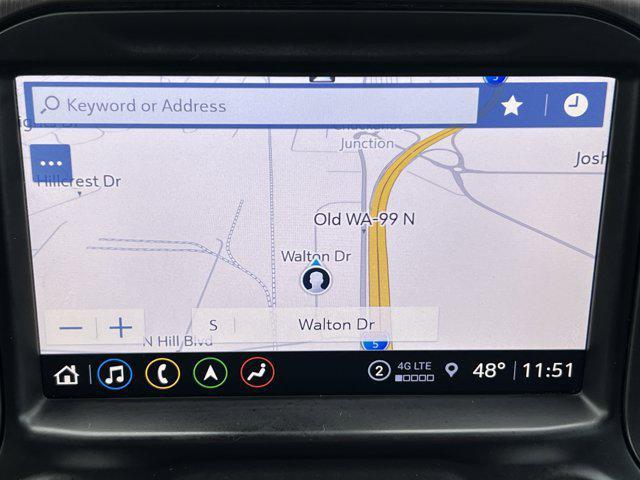 Keyword or Address
Junction
Josh
Hillcrest Dr
Old WA-99 N
Walton Dr
S
Walton Dr
N Hill Blvd
5
2 4G LTE 48° 11:51